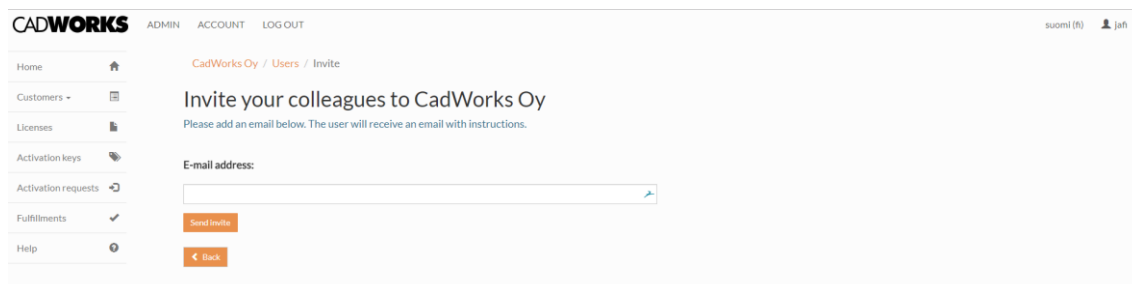 CADWORKS ADMIN ACCOUNT LOG OUT suomi (fi) jafi
Home
Customers
Licenses
Activation keys
Activation requests
Fulfillments
Help
CadWorks Oy / Users / Invite
Invite your colleagues to CadWorks Oy
Please add an email below. The user will receive an email with instructions.
E-mail address:
Send invite
Back